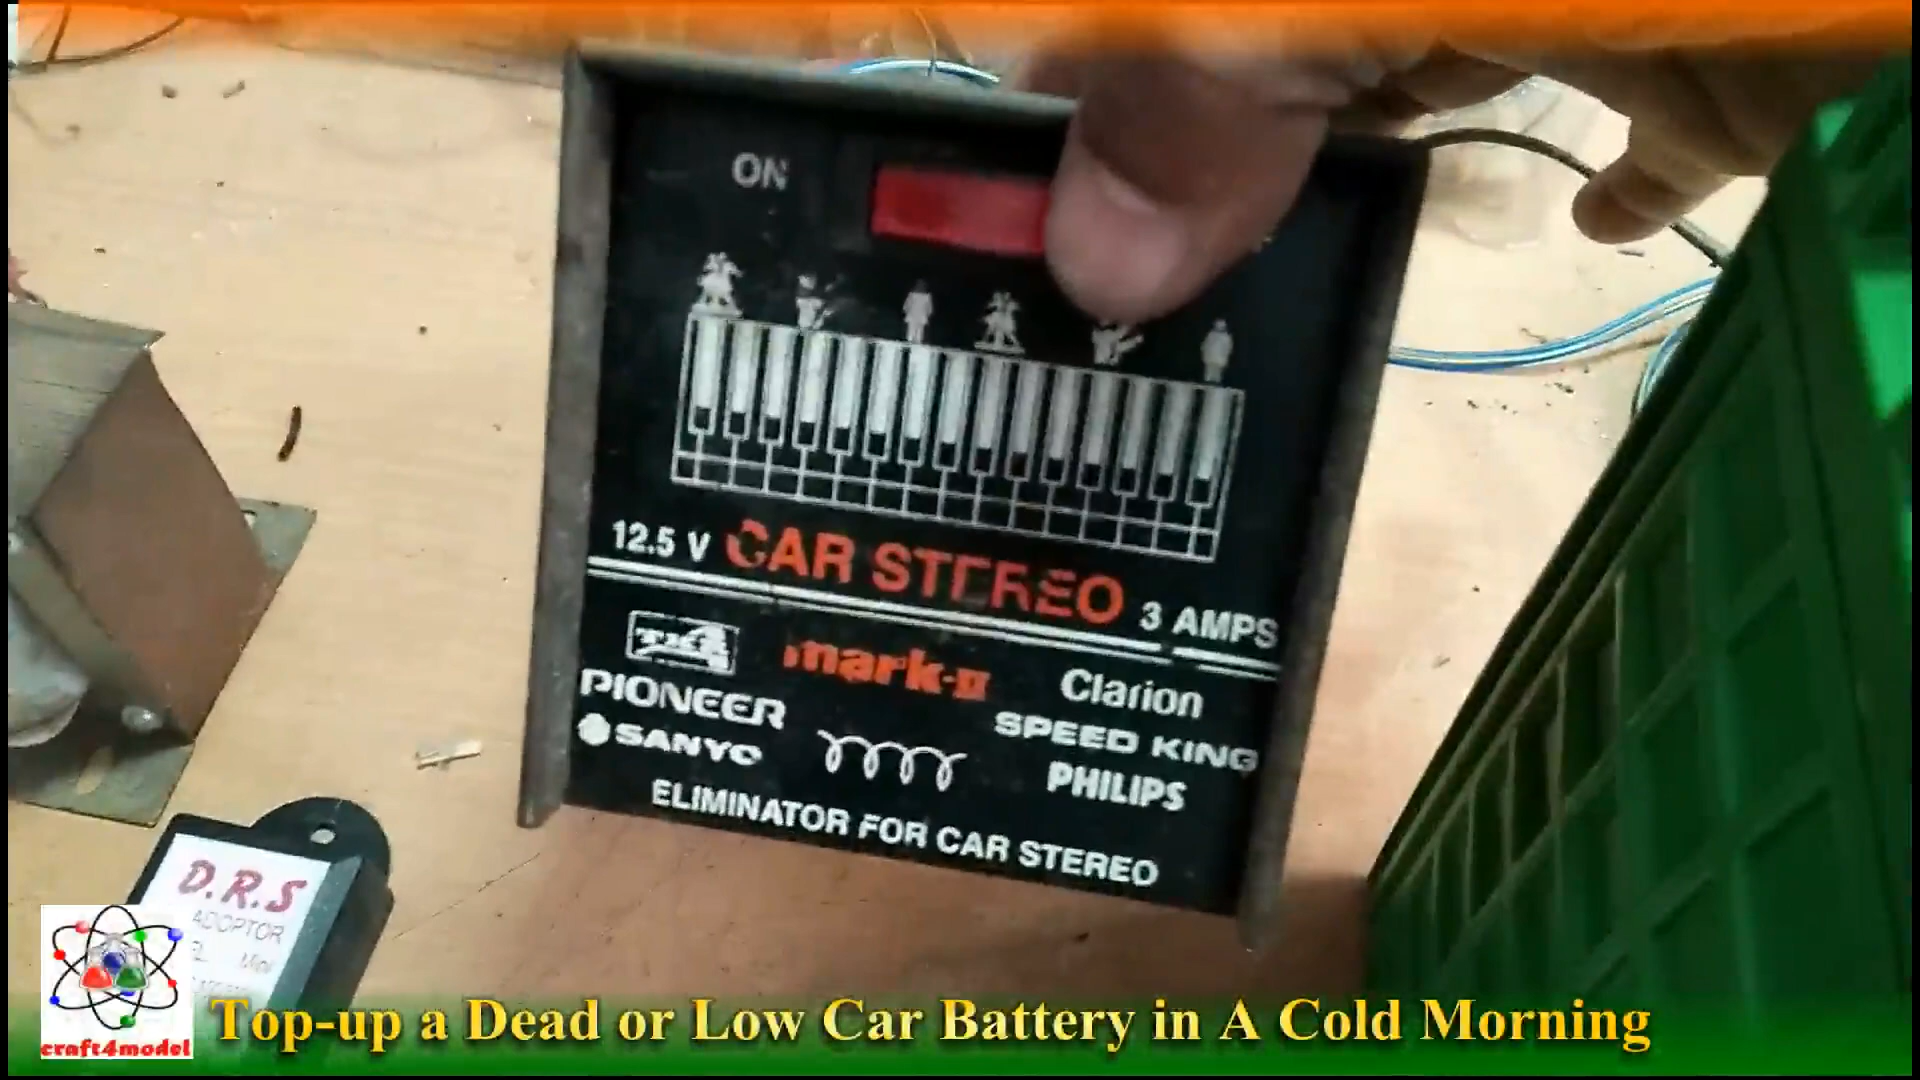 ON
12.5 V CAR STEREO 3 AMPS
mark-II Clarion
PIONEER SPEED KING
SANYO PHILIPS
ELIMINATOR FOR CAR STEREO
D.R.S
ADOPTOR
craft4model
Top-up a Dead or Low Car Battery in A Cold Morning